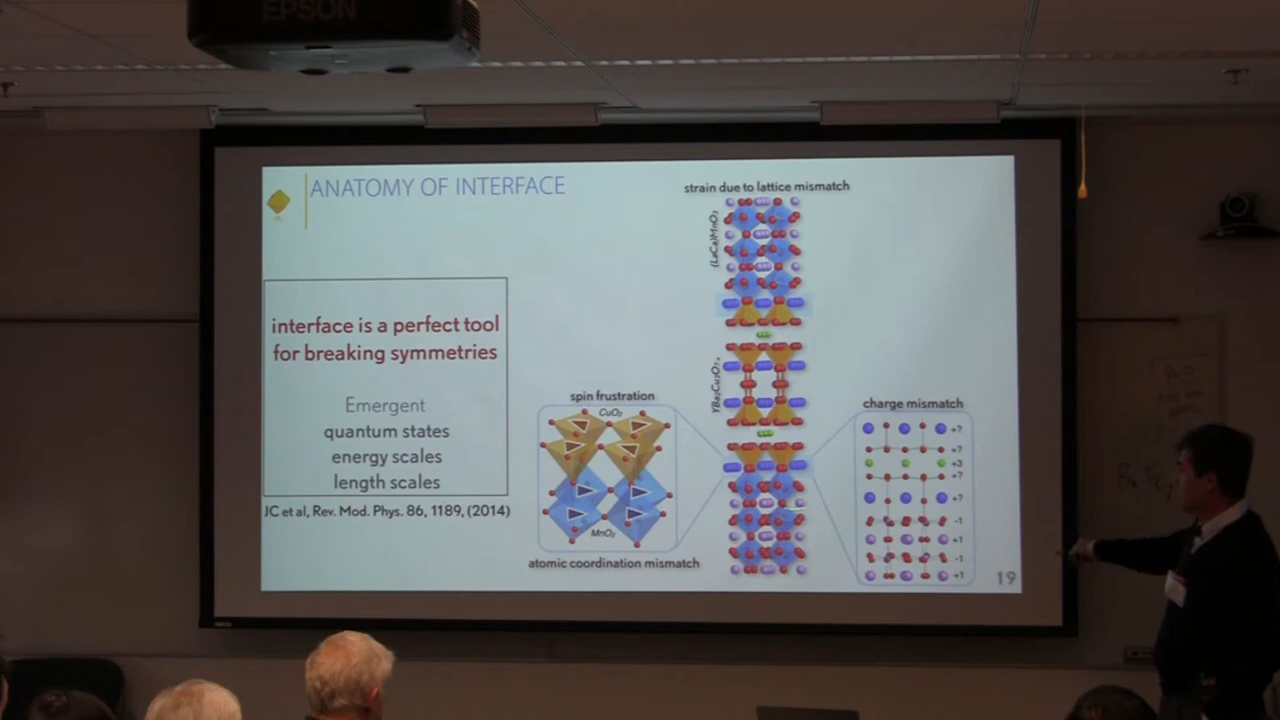 EPSON
ANATOMY OF INTERFACE
strain due to lattice mismatch
(LaCa)MnO3
interface is a perfect tool
for breaking symmetries
Emergent
quantum states
energy scales
length scales
JC et al, Rev. Mod. Phys. 86, 1189, (2014)
spin frustration
CuO2
MnO2
atomic coordination mismatch
charge mismatch
+?
+?
+3
+?
+?
-1
+1
-1
+1
19